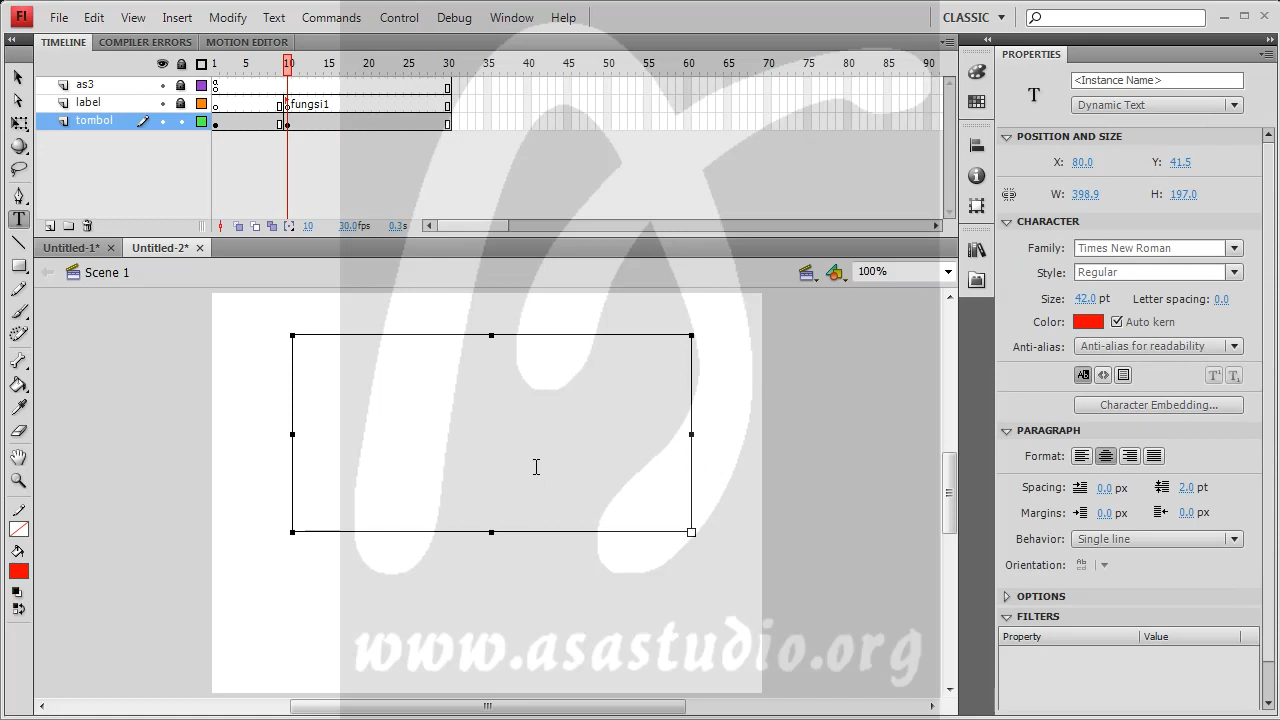 Fl File Edit View Insert Modify Text Commands Control Debug Window Help CLASSIC
TIMELINE COMPILER ERRORS MOTION EDITOR
1 5 10 15 20 25 30 35 40 45 50 55 60 65 70 75 80 85 90
as3
label fungsi1
tombol
10 30.0fps 0.3s
Untitled-1* Untitled-2*
Scene 1 100%
PROPERTIES
<Instance Name>
T Dynamic Text
POSITION AND SIZE
X: 80.0 Y: 41.5
W: 398.9 H: 197.0
CHARACTER
Family: Times New Roman
Style: Regular
Size: 42.0 pt Letter spacing: 0.0
Color: Auto kern
Anti-alias: Anti-alias for readability
Character Embedding...
PARAGRAPH
Format:
Spacing: 0.0 px 2.0 pt
Margins: 0.0 px 0.0 px
Behavior: Single line
Orientation:
OPTIONS
FILTERS
Property Value
www.asastudio.org